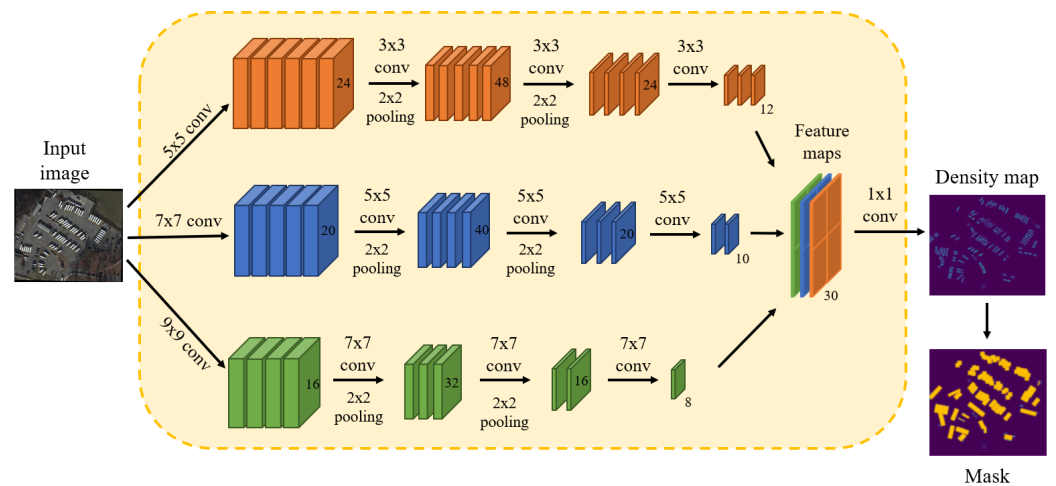 Input
image
5x5 conv
24
3x3
conv
2x2
pooling
48
3x3
conv
2x2
pooling
24
3x3
conv
12
7x7 conv
20
5x5
conv
2x2
pooling
40
5x5
conv
2x2
pooling
20
5x5
conv
10
9x9 conv
16
7x7
conv
2x2
pooling
32
7x7
conv
2x2
pooling
16
7x7
conv
8
Feature
maps
30
1x1
conv
Density map
Mask